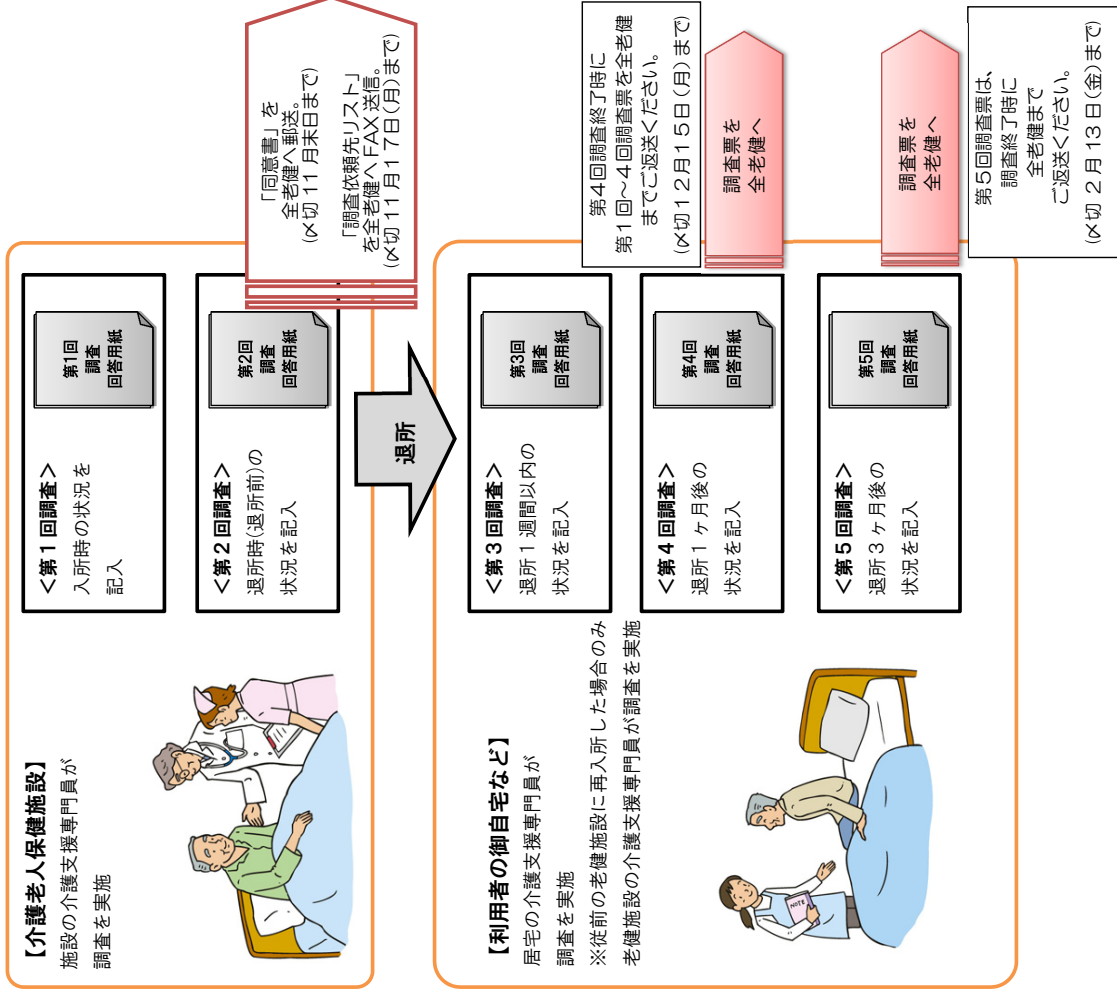 【介護老人保健施設】
施設の介護支援専門員が
調査を実施
<第１回調査>
入所時の状況を
記入
第1回
調査
回答用紙
<第２回調査>
退所時(退所前)の
状況を記入
第2回
調査
回答用紙
「同意書」を
全老健へ郵送。
(〆切 11 月末日まで)
「調査依頼先リスト」
を全老健へ FAX 送信。
(〆切 11 月 1 7 日(月)まで)
退所
【利用者の御自宅など】
居宅の介護支援専門員が
調査を実施
※従前の老健施設に再入所した場合のみ
老健施設の介護支援専門員が調査を実施
NOTE
<第３回調査>
退所 1 週間以内の
状況を記入
第3回
調査
回答用紙
<第４回調査>
退所 1 ヶ月後の
状況を記入
第4回
調査
回答用紙
<第５回調査>
退所 3 ヶ月後の
状況を記入
第5回
調査
回答用紙
第４回調査終了時に
第１回～４回調査票を全老健
までご返送ください。
(〆切１２月１５日(月)まで)
調査票を
全老健へ
調査票を
全老健へ
第５回調査票は、
調査終了時に
全老健まで
ご返送ください。
(〆切 2 月 13 日(金)まで)